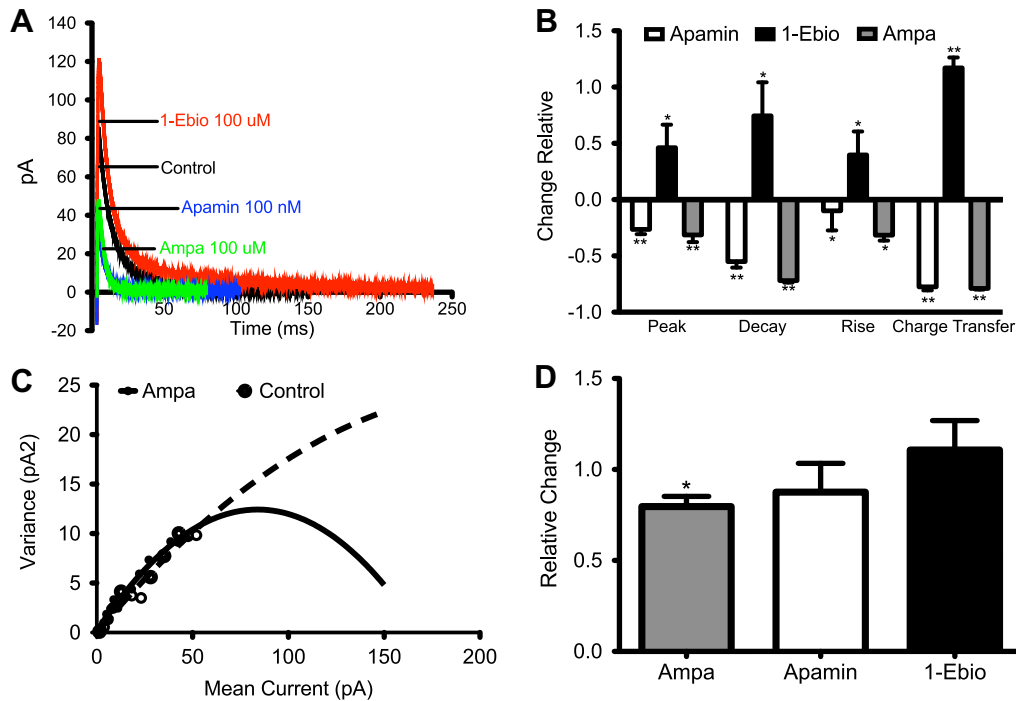 A
140
120
100
80
60
40
20
0
-20
pA
1-Ebio 100 uM
Control
Apamin 100 nM
Ampa 100 uM
50
100
150
200
250
Time (ms)
B
Apamin
1-Ebio
Ampa
1.5
1.0
0.5
0.0
-0.5
-1.0
Change Relative
**
*
**
**
*
**
*
*
*
**
**
**
Peak
Decay
Rise
Charge Transfer
C
Ampa
Control
25
20
15
10
5
0
Variance (pA2)
0
50
100
150
200
Mean Current (pA)
D
1.5
1.0
0.5
0.0
Relative Change
*
Ampa
Apamin
1-Ebio